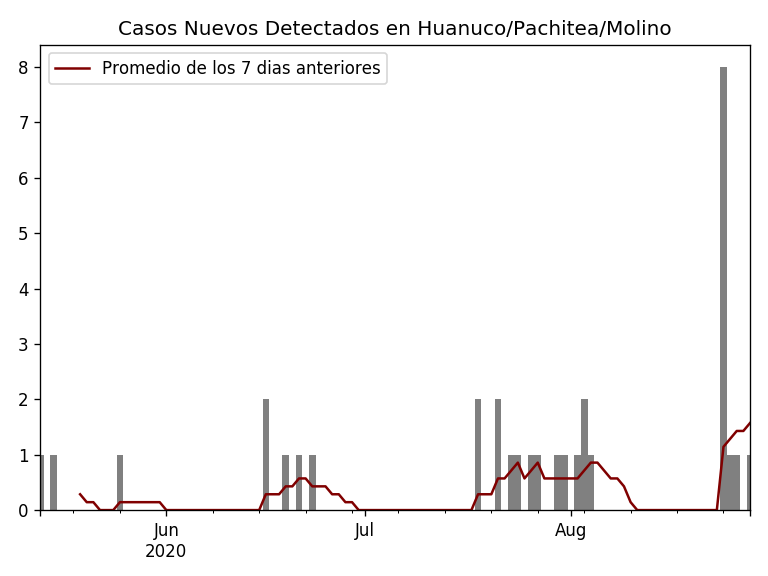 Casos Nuevos Detectados en Huanuco/Pachitea/Molino
Promedio de los 7 dias anteriores
8
7
6
5
4
3
2
1
0
Jun
2020
Jul
Aug